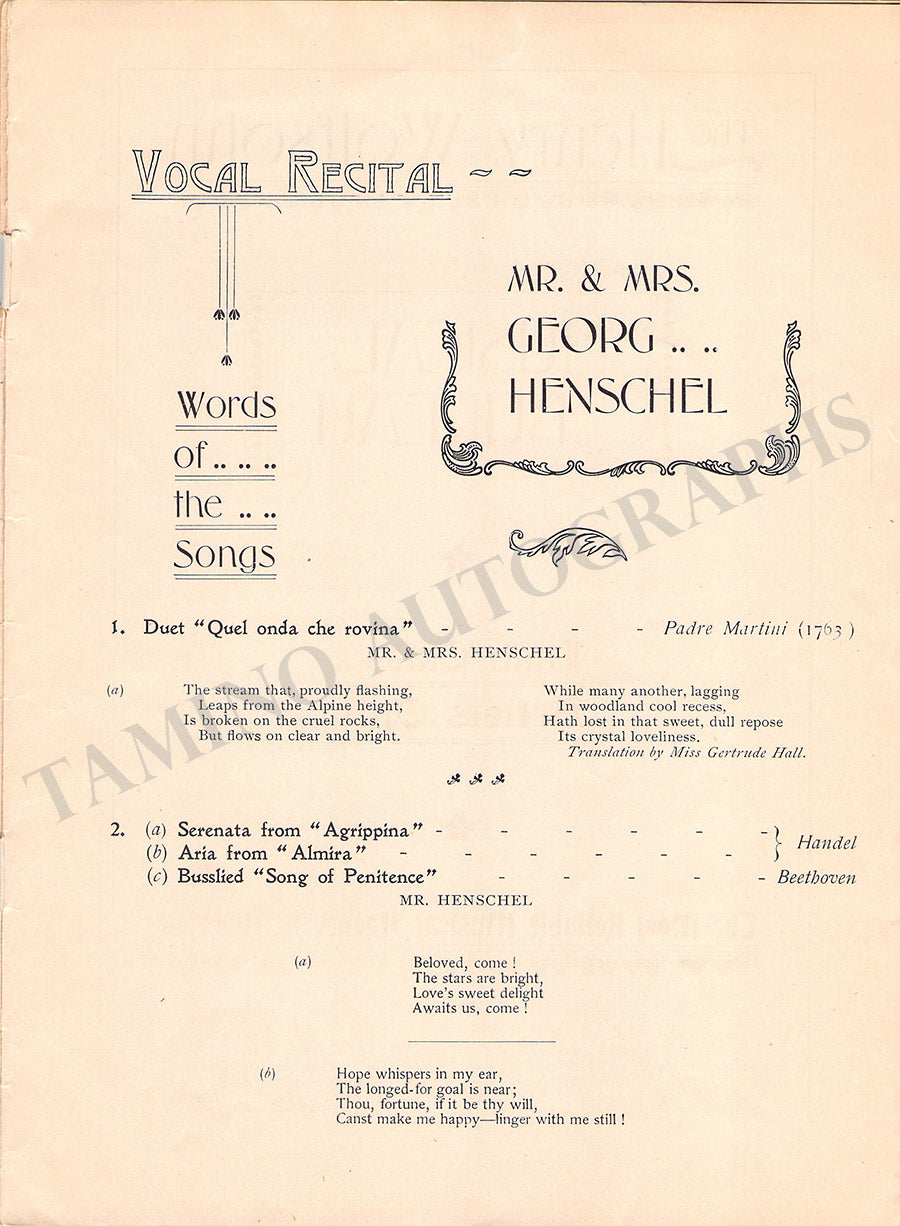 VOCAL RECITAL ~ ~
MR. & MRS.
GEORG .. ..
HENSCHEL
Words
of .. .. ..
the .. ..
Songs
1. Duet "Quel onda che rovina" - - - - Padre Martini (1763)
MR. & MRS. HENSCHEL
(a) The stream that, proudly flashing,
Leaps from the Alpine height,
Is broken on the cruel rocks,
But flows on clear and bright.
While many another, lagging
In woodland cool recess,
Hath lost in that sweet, dull repose
Its crystal loveliness.
Translation by Miss Gertrude Hall.
2. (a) Serenata from "Agrippina" - - - - - - } Handel
(b) Aria from "Almira" - - - - - -
(c) Busslied "Song of Penitence" - - - - - Beethoven
MR. HENSCHEL
(a) Beloved, come !
The stars are bright,
Love's sweet delight
Awaits us, come !
(b) Hope whispers in my ear,
The longed-for goal is near;
Thou, fortune, if it be thy will,
Canst make me happy—linger with me still !
TAMINO AUTOGRAPHS